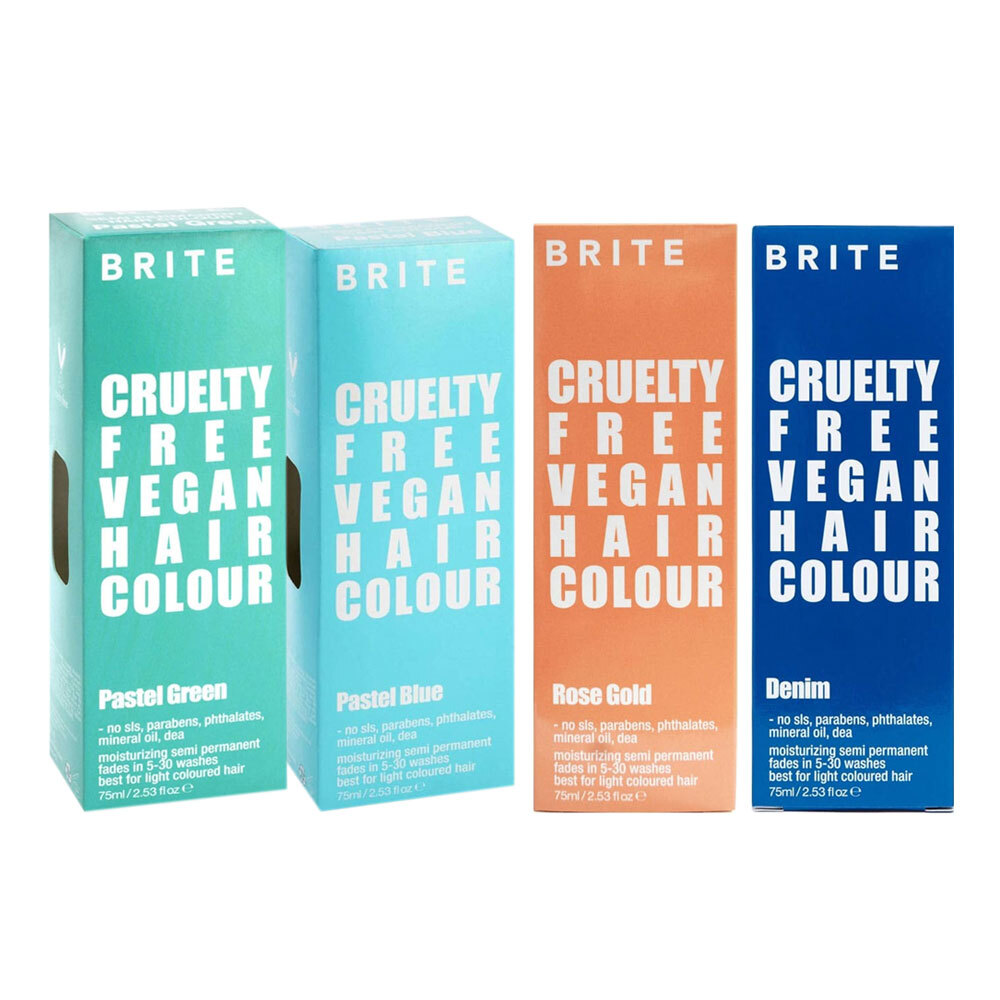 Pastel Green
BRITE
CRUELTY
FREE
VEGAN
HAIR
COLOUR
Pastel Green
- no sls, parabens, phthalates,
mineral oil, dea
moisturizing semi permanent
fades in 5-30 washes
best for light coloured hair
75ml / 2.53 fl oz ℮
Pastel Blue
BRITE
CRUELTY
FREE
VEGAN
HAIR
COLOUR
Pastel Blue
- no sls, parabens, phthalates,
mineral oil, dea
moisturizing semi permanent
fades in 5-30 washes
best for light coloured hair
75ml / 2.53 fl oz ℮
BRITE
CRUELTY
FREE
VEGAN
HAIR
COLOUR
Rose Gold
- no sls, parabens, phthalates,
mineral oil, dea
moisturizing semi permanent
fades in 5-30 washes
best for light coloured hair
75ml / 2.53 fl oz ℮
BRITE
CRUELTY
FREE
VEGAN
HAIR
COLOUR
Denim
- no sls, parabens, phthalates,
mineral oil, dea
moisturizing semi permanent
fades in 5-30 washes
best for light coloured hair
75ml / 2.53 fl oz ℮